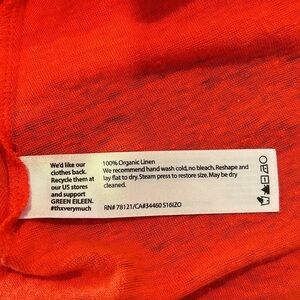 We'd like our
clothes back.
Recycle them at
our US stores
and support
GREEN EILEEN.
#thxverymuch
100% Organic Linen
We recommend hand wash cold, no bleach. Reshape and
lay flat to dry. Steam press to restore size. May be dry
cleaned.
RN# 78121/CA#34460 S16IZO